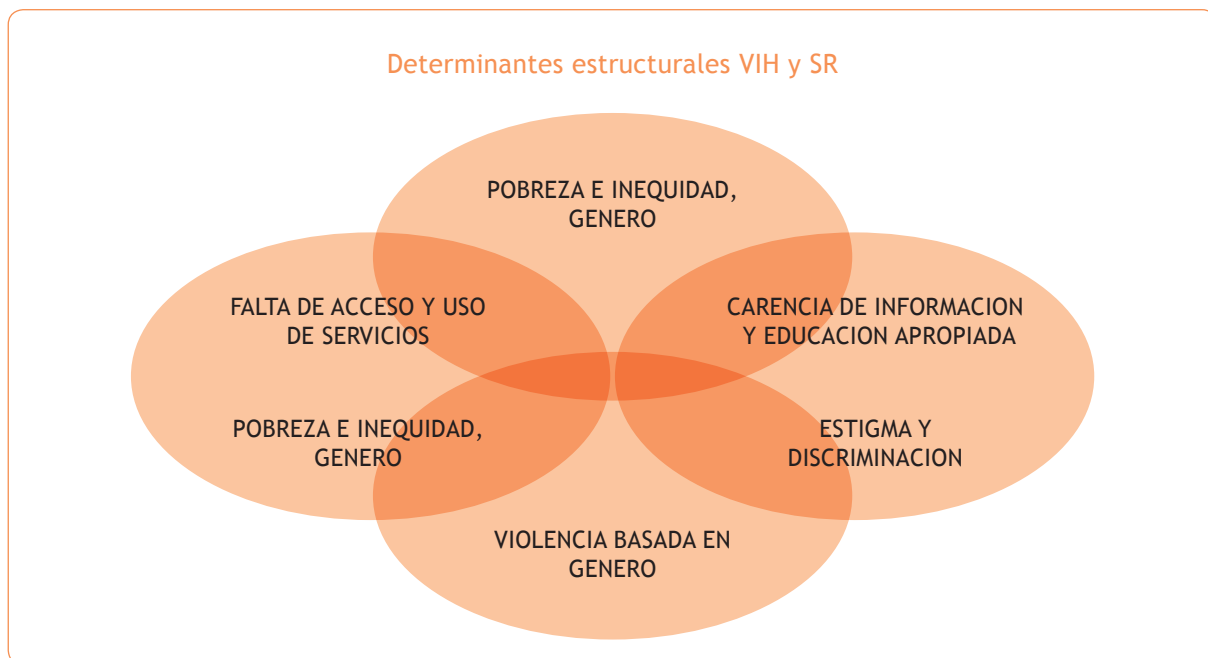 Determinantes estructurales VIH y SR
POBREZA E INEQUIDAD,
GENERO
FALTA DE ACCESO Y USO
DE SERVICIOS
CARENCIA DE INFORMACION
Y EDUCACION APROPIADA
POBREZA E INEQUIDAD,
GENERO
ESTIGMA Y
DISCRIMINACION
VIOLENCIA BASADA EN
GENERO